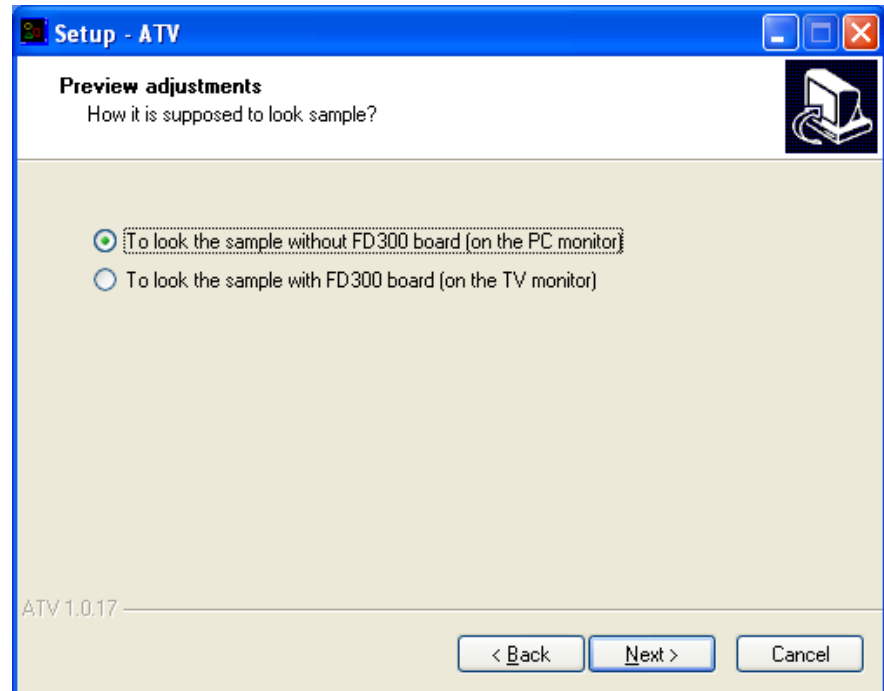 Setup - ATV
Preview adjustments
How it is supposed to look sample?
To look the sample without FD300 board (on the PC monitor)
To look the sample with FD300 board (on the TV monitor)
ATV 1.0.17
< Back
Next >
Cancel